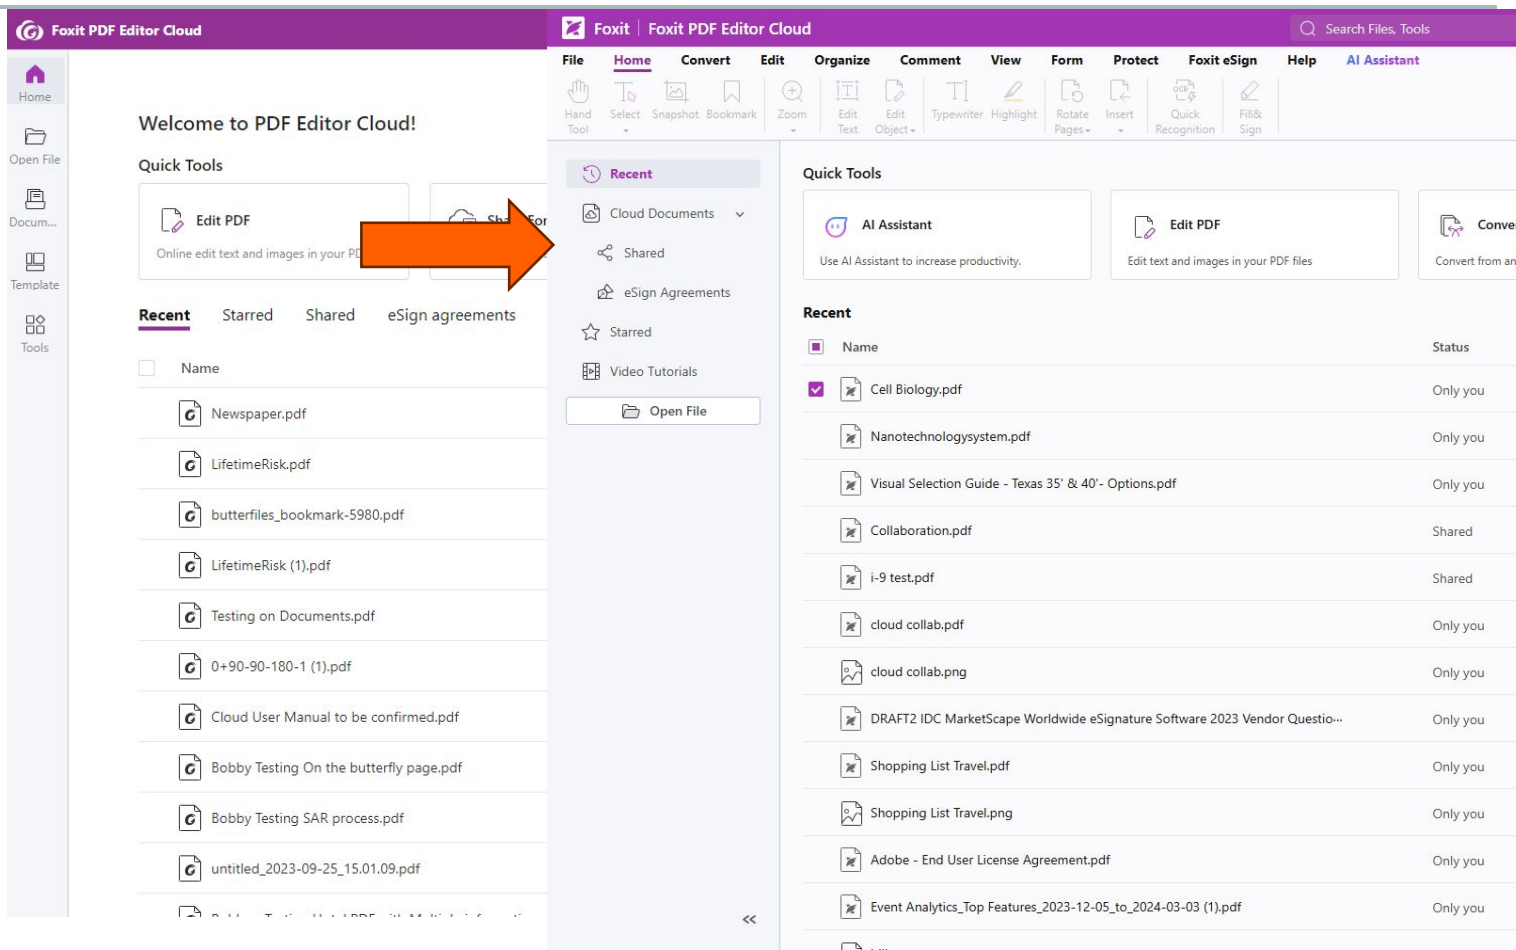 Foxit PDF Editor Cloud
Home
Open File
Docum...
Template
Tools
Welcome to PDF Editor Cloud!
Quick Tools
Edit PDF
Online edit text and images in your
Recent Starred Shared eSign agreements
Name
Newspaper.pdf
LifetimeRisk.pdf
butterfiles_bookmark-5980.pdf
LifetimeRisk (1).pdf
Testing on Documents.pdf
0+90-90-180-1 (1).pdf
Cloud User Manual to be confirmed.pdf
Bobby Testing On the butterfly page.pdf
Bobby Testing SAR process.pdf
untitled_2023-09-25_15.01.09.pdf
Foxit | Foxit PDF Editor Cloud
Search Files, Tools
File Home Convert Edit Organize Comment View Form Protect Foxit eSign Help AI Assistant
Hand Tool
Select
Snapshot
Bookmark
Zoom
Edit Text
Edit Object
Typewriter
Highlight
Rotate Pages
Insert
OCR
Quick Recognition
Fill& Sign
Recent
Cloud Documents
Shared
eSign Agreements
Starred
Video Tutorials
Open File
Quick Tools
AI Assistant
Use AI Assistant to increase productivity.
Edit PDF
Edit text and images in your PDF files
Conve
Convert from an
Recent
Name Status
Cell Biology.pdf Only you
Nanotechnologysystem.pdf Only you
Visual Selection Guide - Texas 35' & 40'- Options.pdf Only you
Collaboration.pdf Shared
i-9 test.pdf Shared
cloud collab.pdf Only you
cloud collab.png Only you
DRAFT2 IDC MarketScape Worldwide eSignature Software 2023 Vendor Questio··· Only you
Shopping List Travel.pdf Only you
Shopping List Travel.png Only you
Adobe - End User License Agreement.pdf Only you
Event Analytics_Top Features_2023-12-05_to_2024-03-03 (1).pdf Only you